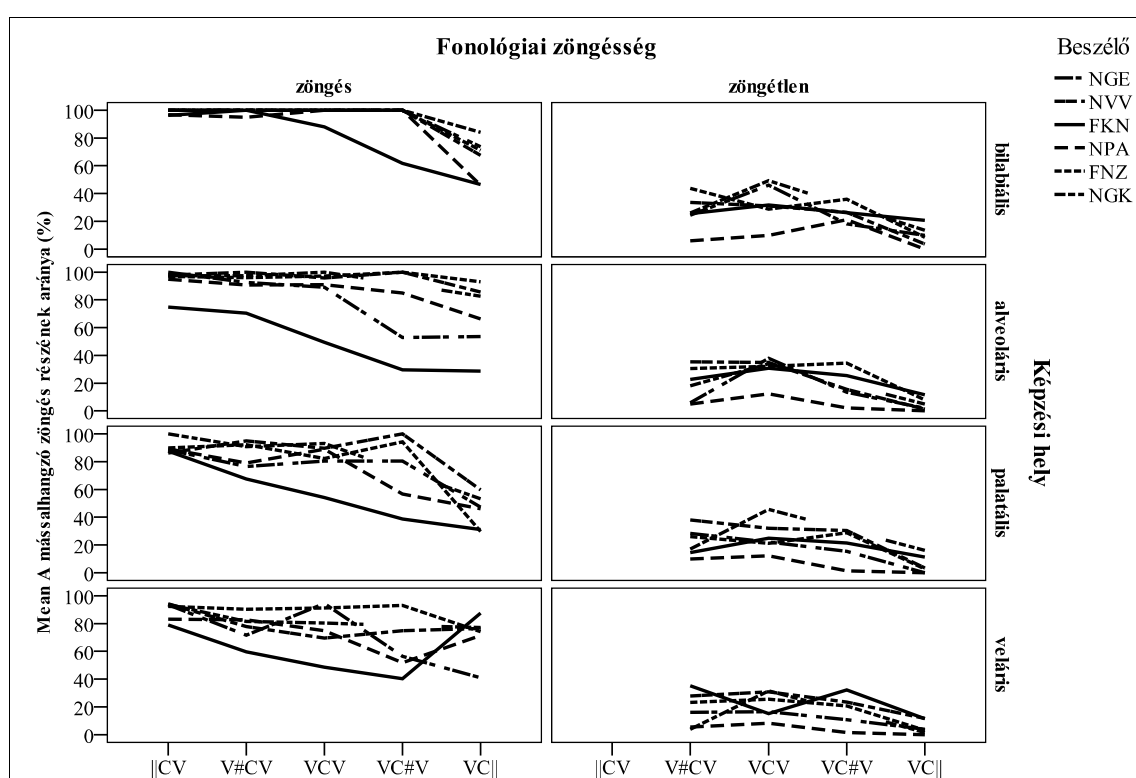 Fonológiai zöngésség
Beszélő
zöngés
zöngétlen
NGE
NVV
FKN
NPA
FNZ
NGK
Mean A mássalhangzó zöngés részének aránya (%)
100
80
60
40
20
0
bilabiális
100
80
60
40
20
0
alveoláris
100
80
60
40
20
0
palatális
100
80
60
40
20
0
veláris
Képzési hely
||CV
V#CV
VCV
VC#V
VC||
||CV
V#CV
VCV
VC#V
VC||